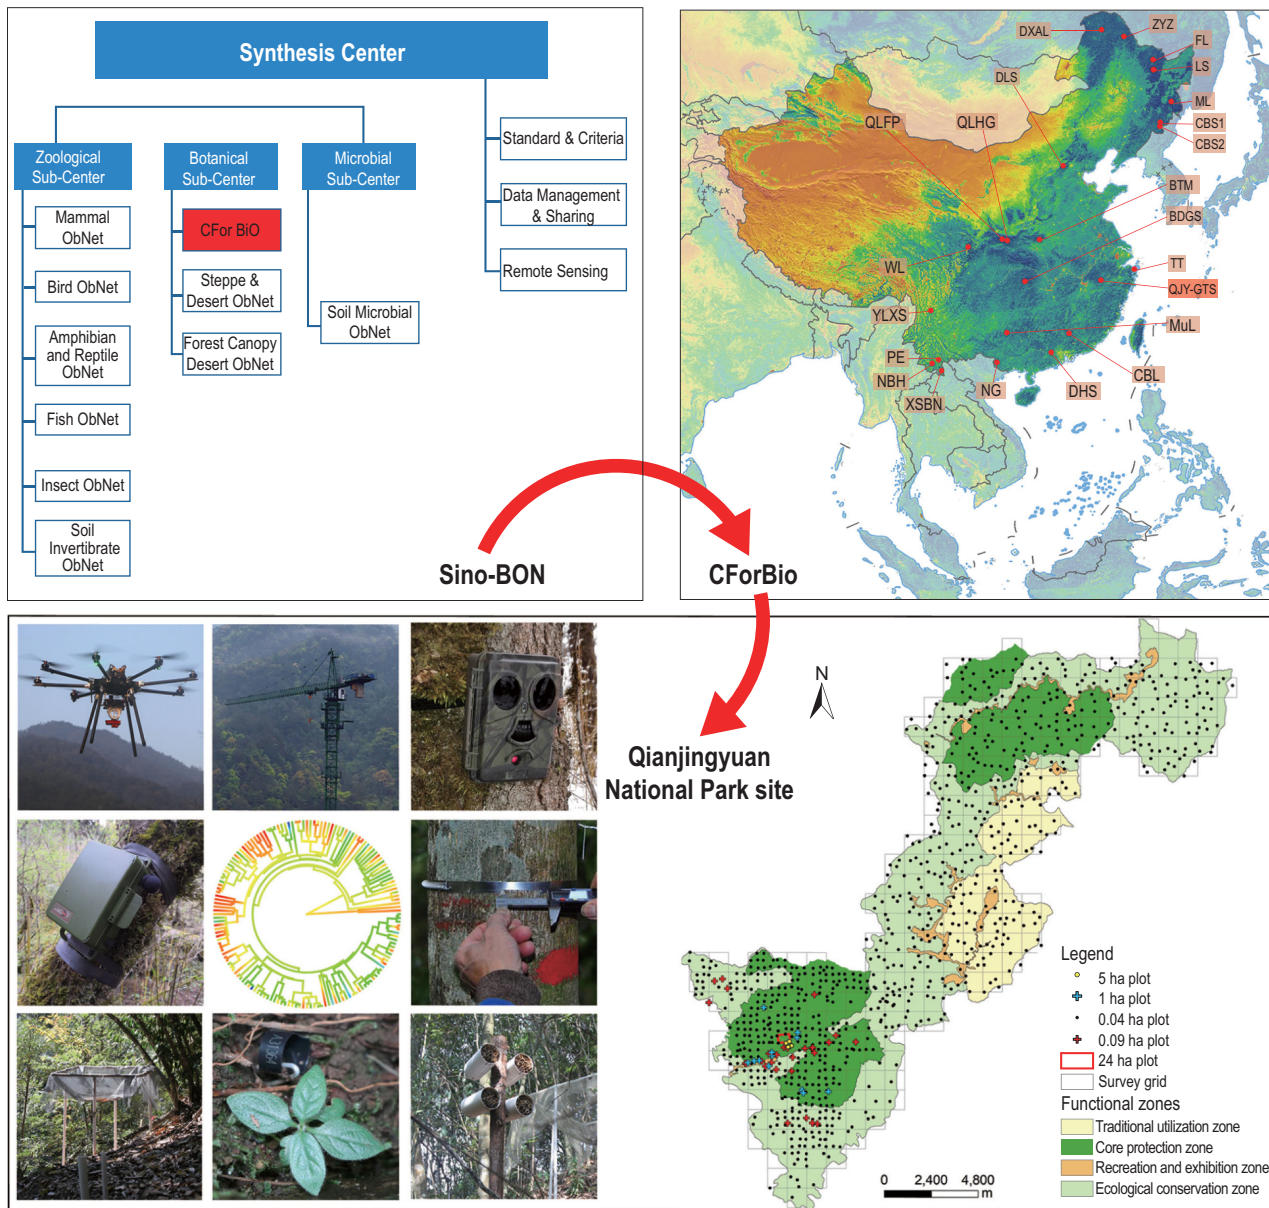 Synthesis Center
Zoological
Sub-Center
Botanical
Sub-Center
Microbial
Sub-Center
Standard & Criteria
Data Management
& Sharing
Remote Sensing
Mammal
ObNet
Bird ObNet
Amphibian
and Reptile
ObNet
Fish ObNet
Insect ObNet
Soil
Invertibrate
ObNet
CFor BiO
Steppe &
Desert ObNet
Forest Canopy
Desert ObNet
Soil Microbial
ObNet
Sino-BON
DXAL
ZYZ
FL
LS
DLS
ML
QLFP
QLHG
CBS1
CBS2
BTM
BDGS
WL
TT
QJY-GTS
YLXS
MuL
PE
NBH
XSBN
NG
DHS
CBL
CForBio
N
Qianjingyuan
National Park site
Legend
5 ha plot
1 ha plot
0.04 ha plot
0.09 ha plot
24 ha plot
Survey grid
Functional zones
Traditional utilization zone
Core protection zone
Recreation and exhibition zone
Ecological conservation zone
0 2,400 4,800
m